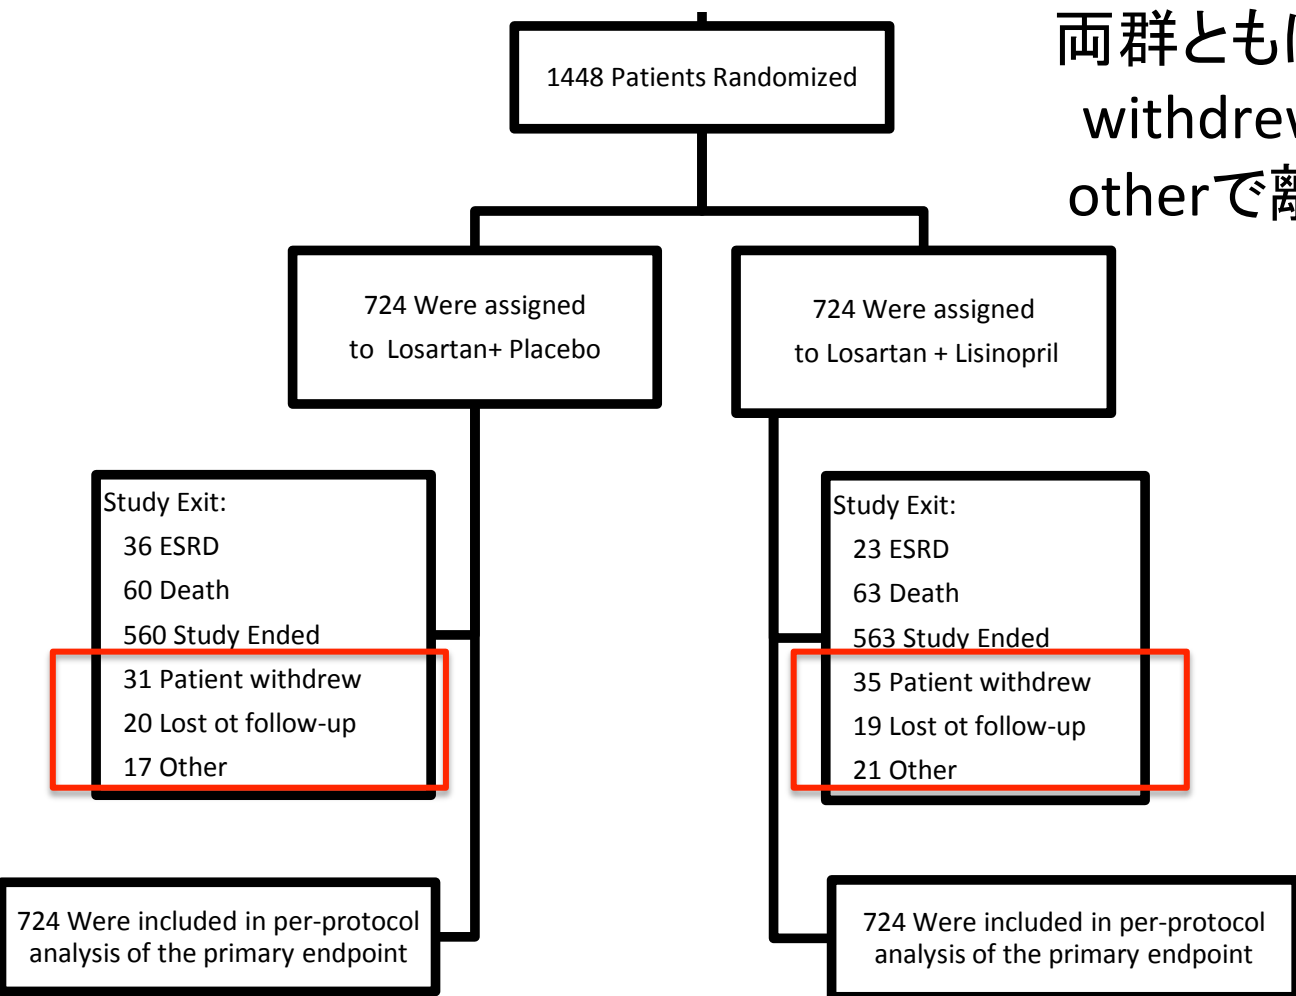 両群ともに
withdrew
otherで離
1448 Patients Randomized
724 Were assigned
to Losartan+ Placebo
724 Were assigned
to Losartan + Lisinopril
Study Exit:
36 ESRD
60 Death
560 Study Ended
31 Patient withdrew
20 Lost ot follow-up
17 Other
Study Exit:
23 ESRD
63 Death
563 Study Ended
35 Patient withdrew
19 Lost ot follow-up
21 Other
724 Were included in per-protocol
analysis of the primary endpoint
724 Were included in per-protocol
analysis of the primary endpoint